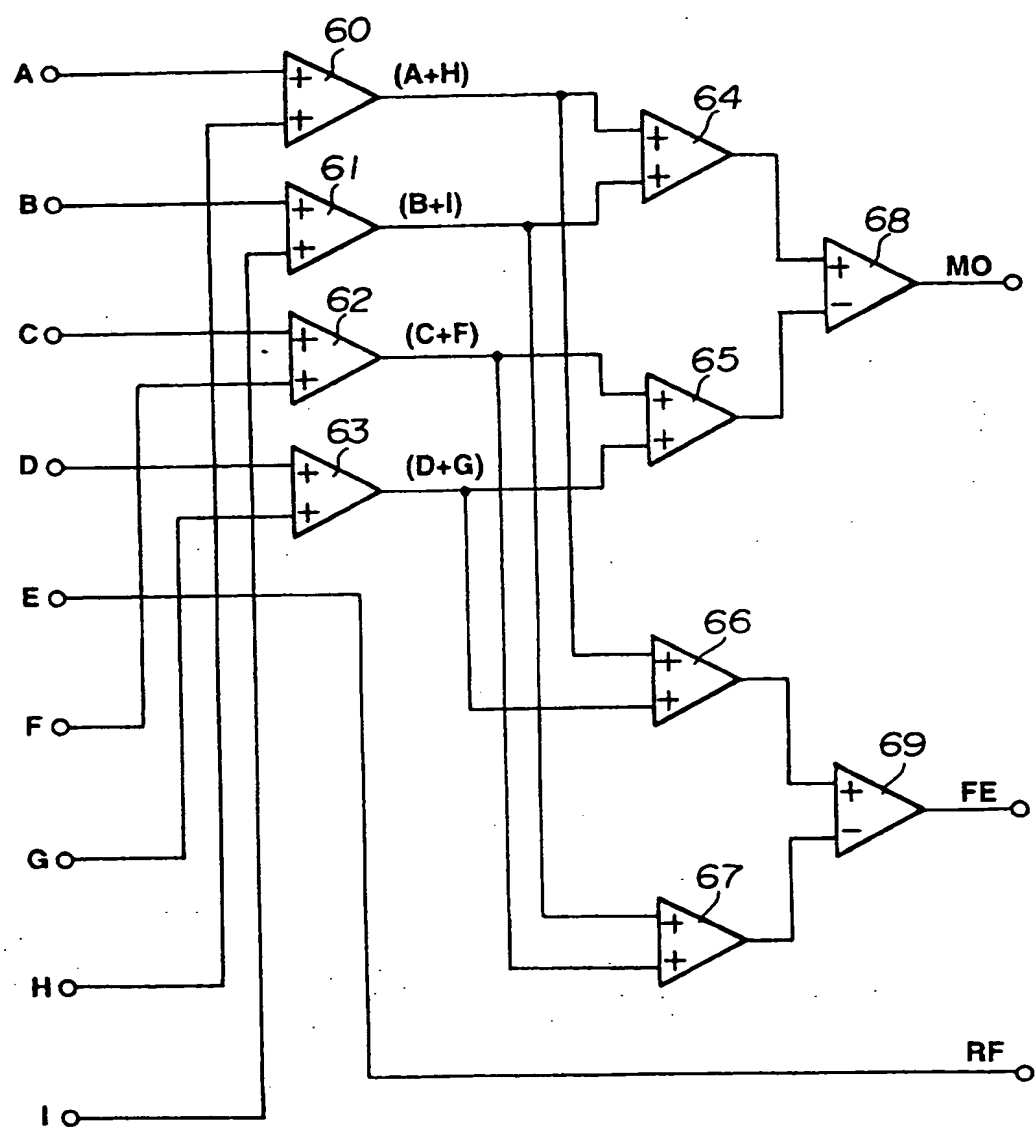 60
A + (A+H)
+
64
+
+
61
B + (B+I)
+
68
+ MO
−
62
C + (C+F)
+
65
+
+
63
D + (D+G)
+
E
66
+
+
F
69
+ FE
−
G
67
+
+
H
RF
I